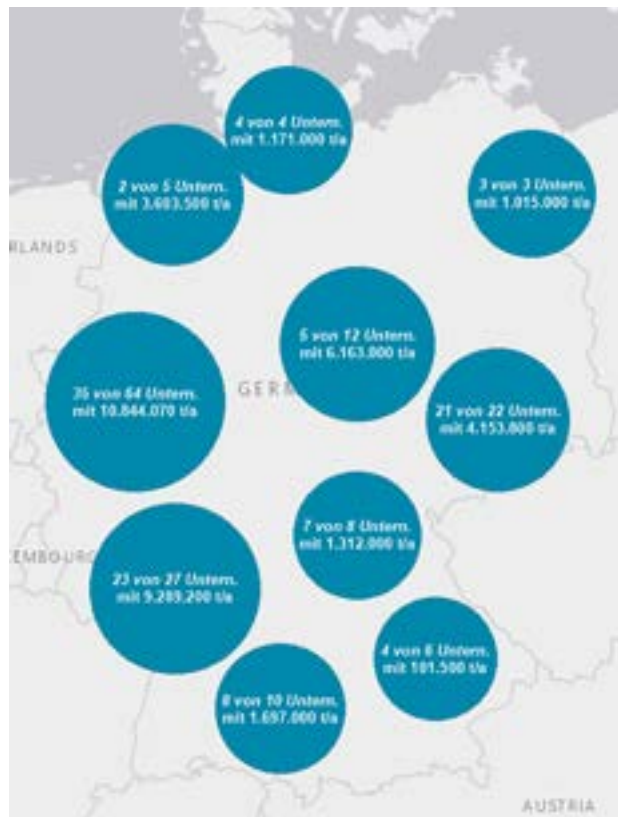 4 von 4 Untern.
mit 1.171.000 t/a
2 von 5 Untern.
mit 3.603.500 t/a
3 von 3 Untern.
mit 1.015.000 t/a
RLANDS
5 von 12 Untern.
mit 6.163.000 t/a
35 von 64 Untern.
mit 10.844.070 t/a
GERM
21 von 22 Untern.
mit 4.153.800 t/a
7 von 8 Untern.
mit 1.312.000 t/a
EMBOURG
23 von 27 Untern.
mit 9.289.200 t/a
4 von 6 Untern.
mit 101.500 t/a
8 von 10 Untern.
mit 1.697.000 t/a
AUSTRIA